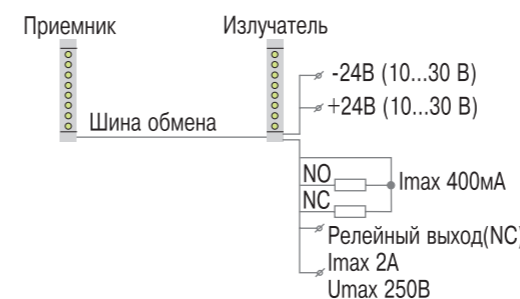 Приемник
Излучатель
-24В (10...30 В)
+24В (10...30 В)
Шина обмена
NO
Imax 400мА
NC
Релейный выход(NC)
Imax 2А
Umax 250В